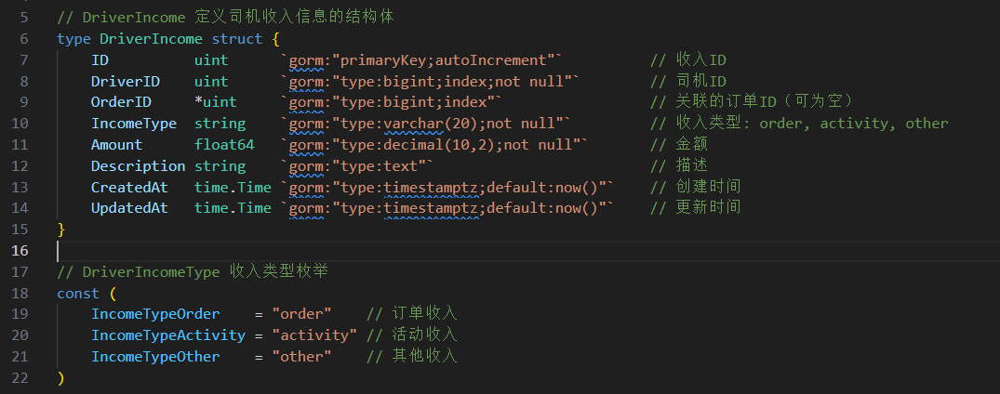 5 // DriverIncome 定义司机收入信息的结构体
6 type DriverIncome struct {
7 ID uint `gorm:"primaryKey;autoIncrement"` // 收入ID
8 DriverID uint `gorm:"type:bigint;index;not null"` // 司机ID
9 OrderID *uint `gorm:"type:bigint;index"` // 关联的订单ID（可为空）
10 IncomeType string `gorm:"type:varchar(20);not null"` // 收入类型: order, activity, other
11 Amount float64 `gorm:"type:decimal(10,2);not null"` // 金额
12 Description string `gorm:"type:text"` // 描述
13 CreatedAt time.Time `gorm:"type:timestamptz;default:now()"` // 创建时间
14 UpdatedAt time.Time `gorm:"type:timestamptz;default:now()"` // 更新时间
15 }
16
17 // DriverIncomeType 收入类型枚举
18 const (
19 IncomeTypeOrder = "order" // 订单收入
20 IncomeTypeActivity = "activity" // 活动收入
21 IncomeTypeOther = "other" // 其他收入
22 )